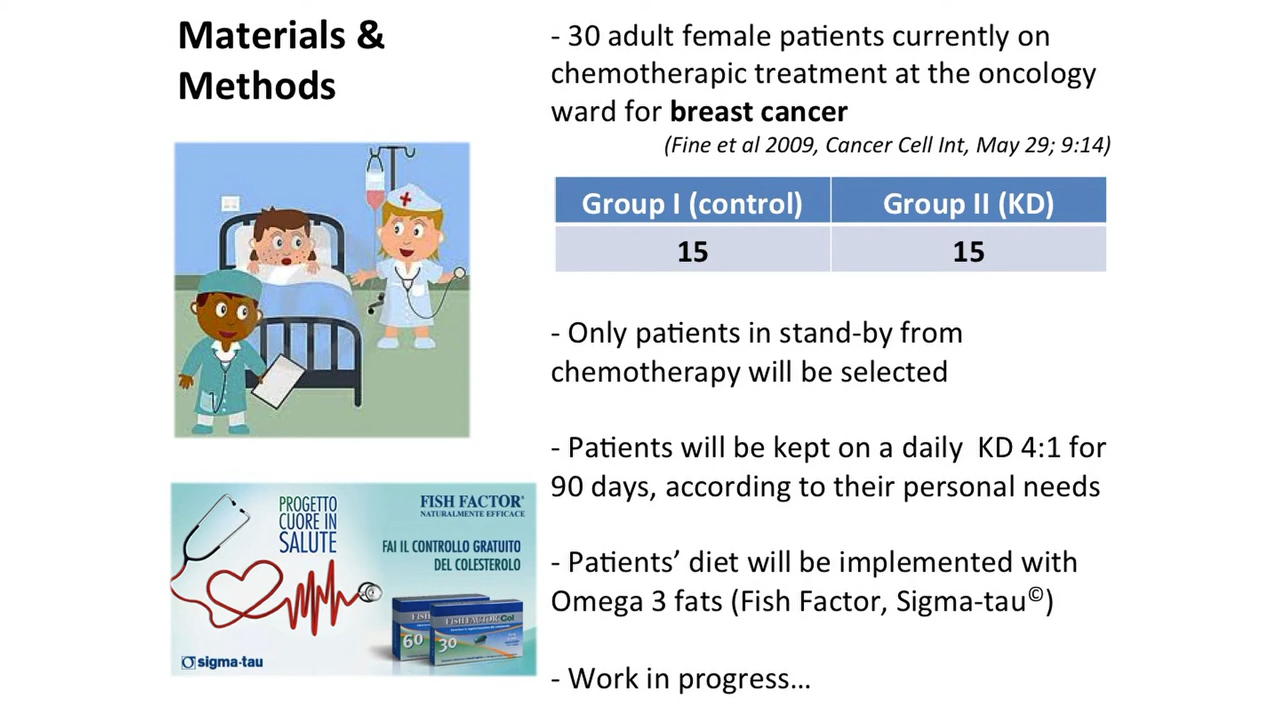 Materials &
Methods
- 30 adult female patients currently on
chemotherapic treatment at the oncology
ward for breast cancer
(Fine et al 2009, Cancer Cell Int, May 29; 9:14)
Group I (control) Group II (KD)
15 15
- Only patients in stand-by from
chemotherapy will be selected
- Patients will be kept on a daily KD 4:1 for
90 days, according to their personal needs
- Patients' diet will be implemented with
Omega 3 fats (Fish Factor, Sigma-tau©)
- Work in progress...
PROGETTO
CUORE IN
SALUTE
FISH FACTOR®
NATURALMENTE EFFICACE
FAI IL CONTROLLO GRATUITO
DEL COLESTEROLO
60
FISHFACTOR Col
30
sigma-tau